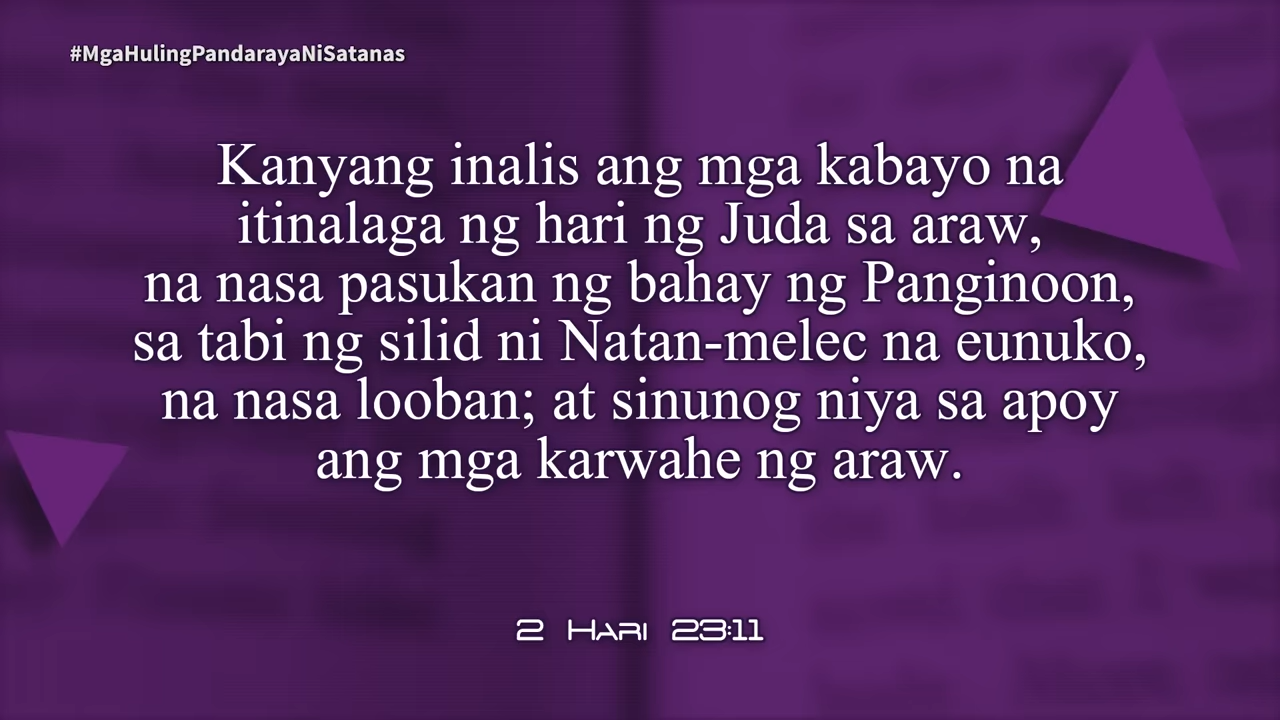 #MgaHulingPandarayaNiSatanas
Kanyang inalis ang mga kabayo na
itinalaga ng hari ng Juda sa araw,
na nasa pasukan ng bahay ng Panginoon,
sa tabi ng silid ni Natan-melec na eunuko,
na nasa looban; at sinunog niya sa apoy
ang mga karwahe ng araw.
2 Hari 23:11